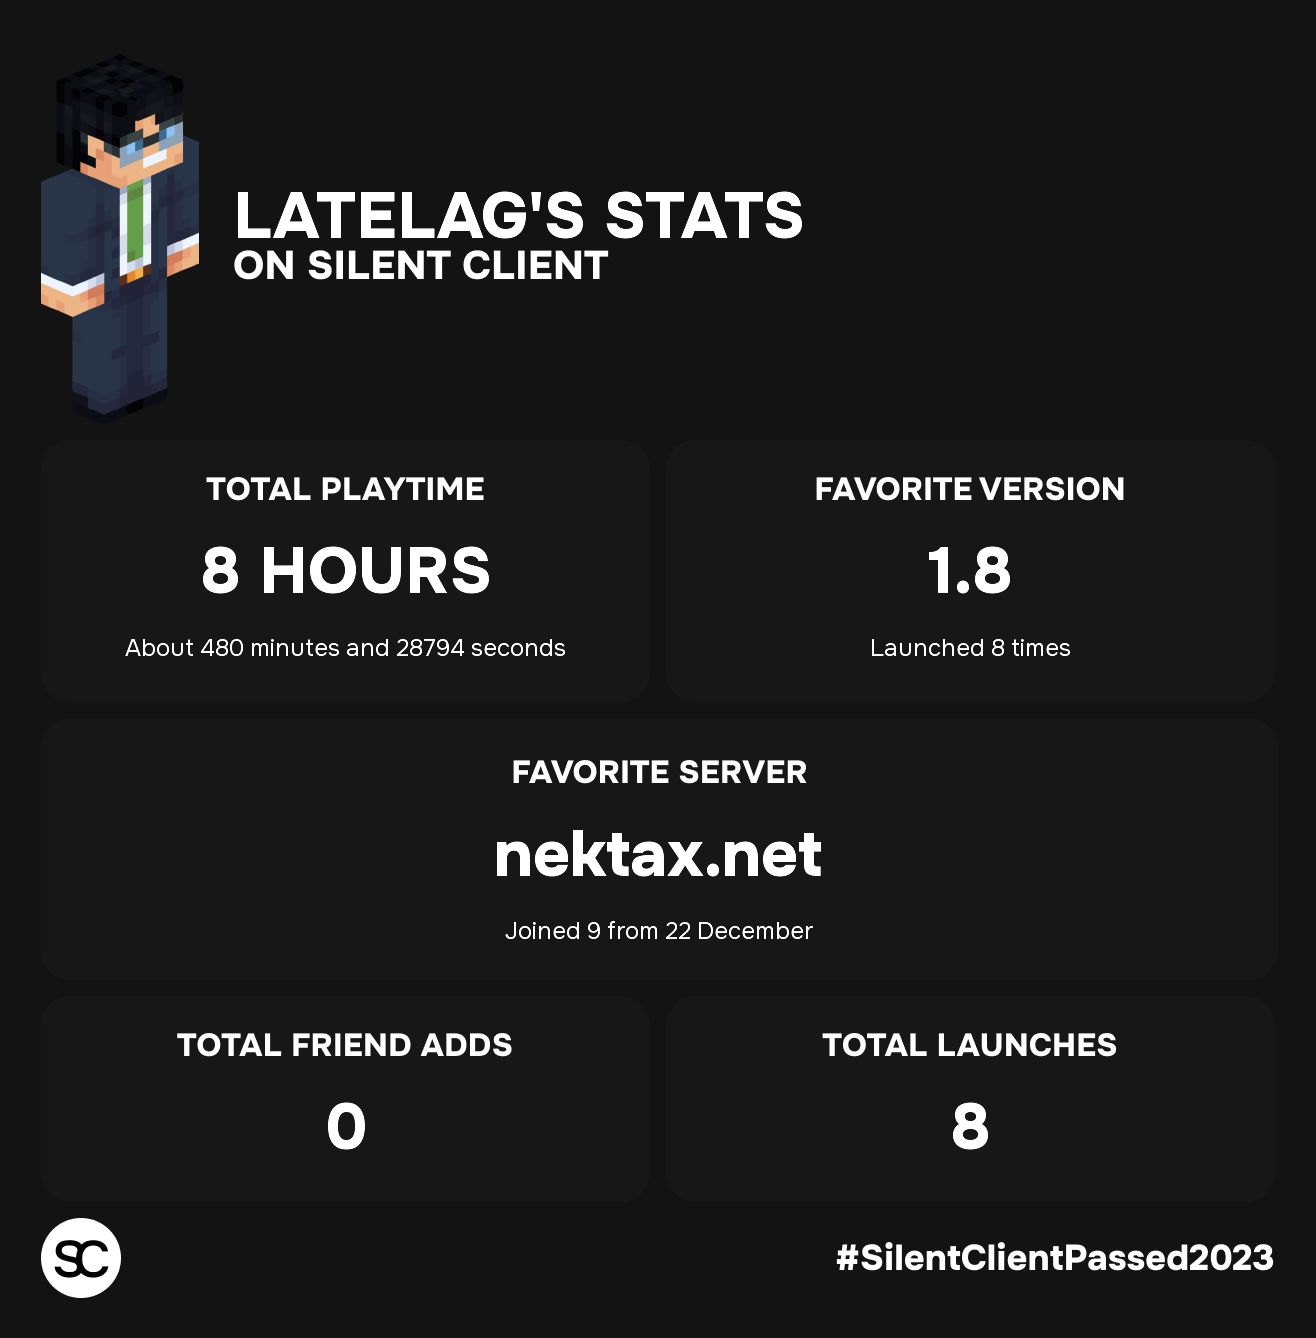 LATELAG'S STATS
ON SILENT CLIENT
TOTAL PLAYTIME
8 HOURS
About 480 minutes and 28794 seconds
FAVORITE VERSION
1.8
Launched 8 times
FAVORITE SERVER
nektax.net
Joined 9 from 22 December
TOTAL FRIEND ADDS
0
TOTAL LAUNCHES
8
SC
#SilentClientPassed2023